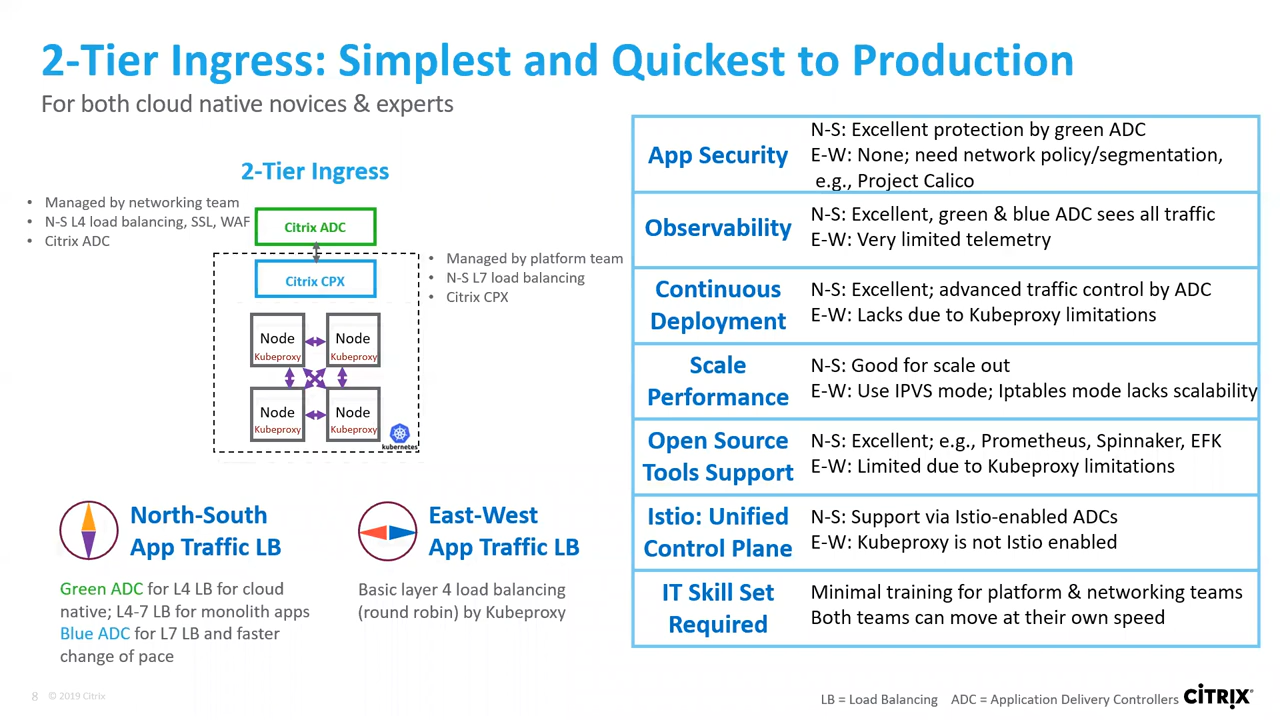 2-Tier Ingress: Simplest and Quickest to Production
For both cloud native novices & experts
2-Tier Ingress
• Managed by networking team
• N-S L4 load balancing, SSL, WAF
• Citrix ADC
Citrix ADC
Citrix CPX
• Managed by platform team
• N-S L7 load balancing
• Citrix CPX
Node
Kubeproxy
Node
Kubeproxy
Node
Kubeproxy
Node
Kubeproxy
kubernetes
North-South
App Traffic LB
Green ADC for L4 LB for cloud
native; L4-7 LB for monolith apps
Blue ADC for L7 LB and faster
change of pace
East-West
App Traffic LB
Basic layer 4 load balancing
(round robin) by Kubeproxy
App Security
N-S: Excellent protection by green ADC
E-W: None; need network policy/segmentation,
e.g., Project Calico
Observability
N-S: Excellent, green & blue ADC sees all traffic
E-W: Very limited telemetry
Continuous
Deployment
N-S: Excellent; advanced traffic control by ADC
E-W: Lacks due to Kubeproxy limitations
Scale
Performance
N-S: Good for scale out
E-W: Use IPVS mode; Iptables mode lacks scalability
Open Source
Tools Support
N-S: Excellent; e.g., Prometheus, Spinnaker, EFK
E-W: Limited due to Kubeproxy limitations
Istio: Unified
Control Plane
N-S: Support via Istio-enabled ADCs
E-W: Kubeproxy is not Istio enabled
IT Skill Set
Required
Minimal training for platform & networking teams
Both teams can move at their own speed
8 © 2019 Citrix
LB = Load Balancing ADC = Application Delivery Controllers
CITRIX